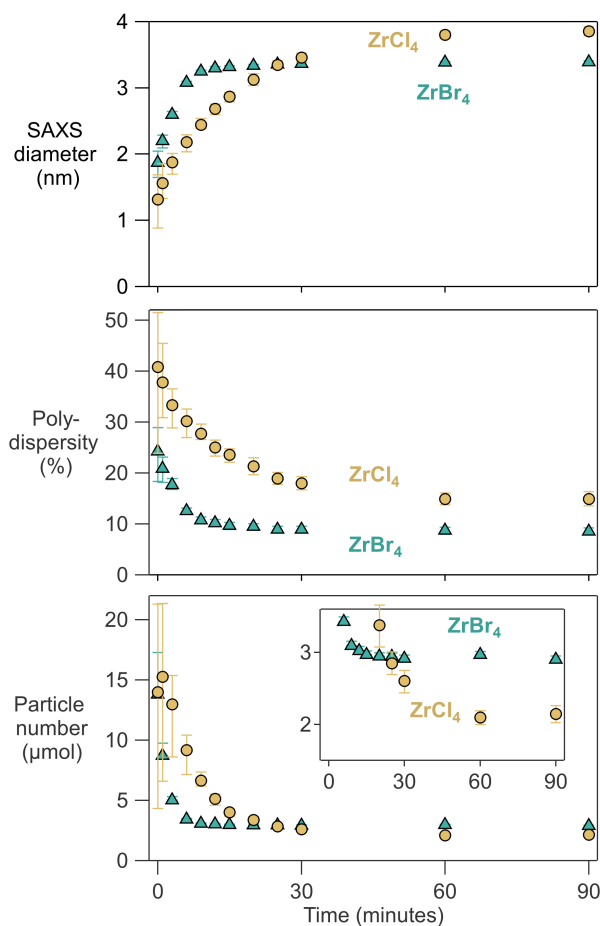 4
ZrCl4
3
ZrBr4
SAXS
diameter
(nm)
2
1
0
50
40
Poly-
dispersity
(%)
30
20
ZrCl4
10
ZrBr4
0
20
15
Particle
number
(μmol)
10
5
0
3
ZrBr4
ZrCl4
2
0 30 60 90
0 30 60 90
Time (minutes)